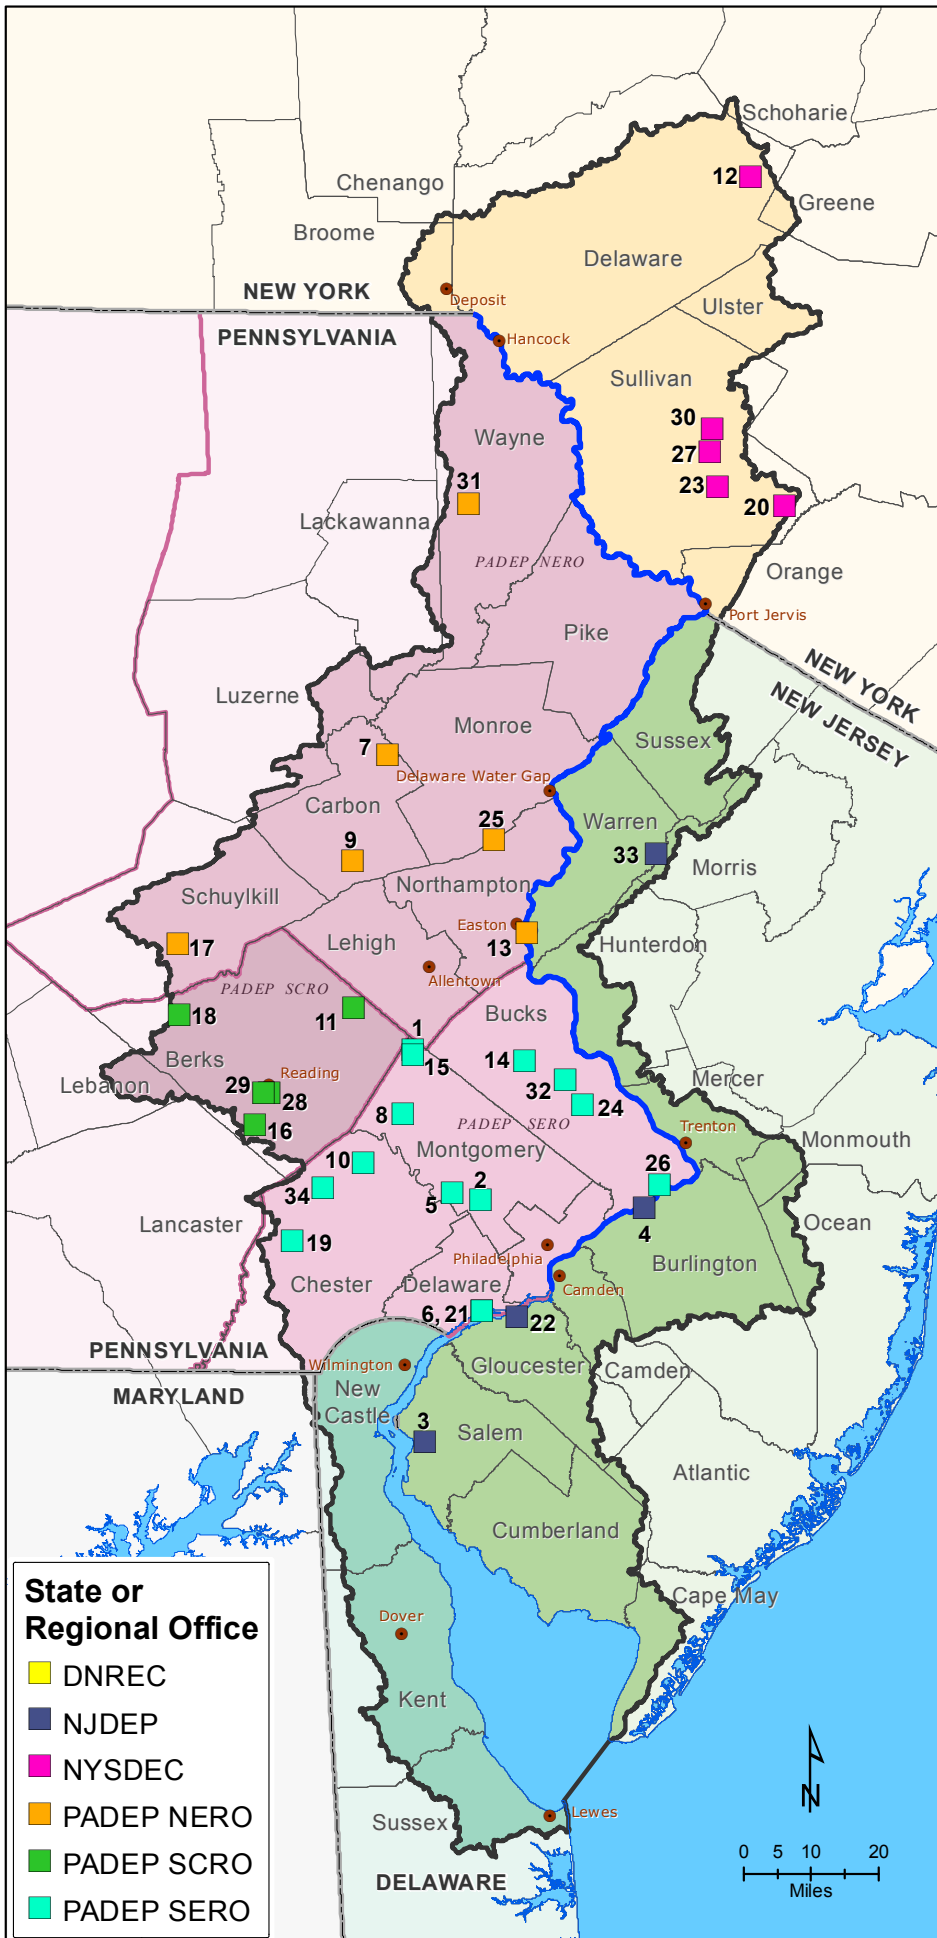 Schoharie
12
Chenango
Greene
Broome
Delaware
NEW YORK
Deposit
Ulster
PENNSYLVANIA
Hancock
Sullivan
30
Wayne
27
31
23
20
Lackawanna
PADEP NERO
Orange
Port Jervis
Pike
NEW YORK
Luzerne
NEW JERSEY
Monroe
Sussex
7
Delaware Water Gap
Carbon
25
Warren
9
33
Morris
Northampton
Schuylkill
Easton
Hunterdon
17
Lehigh
13
Allentown
PADEP SCRO
18
11
Bucks
1
14
15
Berks
Reading
Lebanon
29
28
32
Mercer
24
8
16
PADEP SERO
Trenton
Monmouth
Montgomery
10
26
34
5
2
Lancaster
Ocean
19
4
Philadelphia
Burlington
Chester
Delaware
Camden
6, 21
22
PENNSYLVANIA
Wilmington
Gloucester
Camden
MARYLAND
New
Castle
3
Salem
Atlantic
Cumberland
Cape May
State or
Regional Office
DNREC
NJDEP
NYSDEC
PADEP NERO
PADEP SCRO
PADEP SERO
Dover
Kent
Lewes
Sussex
DELAWARE
N
0 5 10 20
Miles